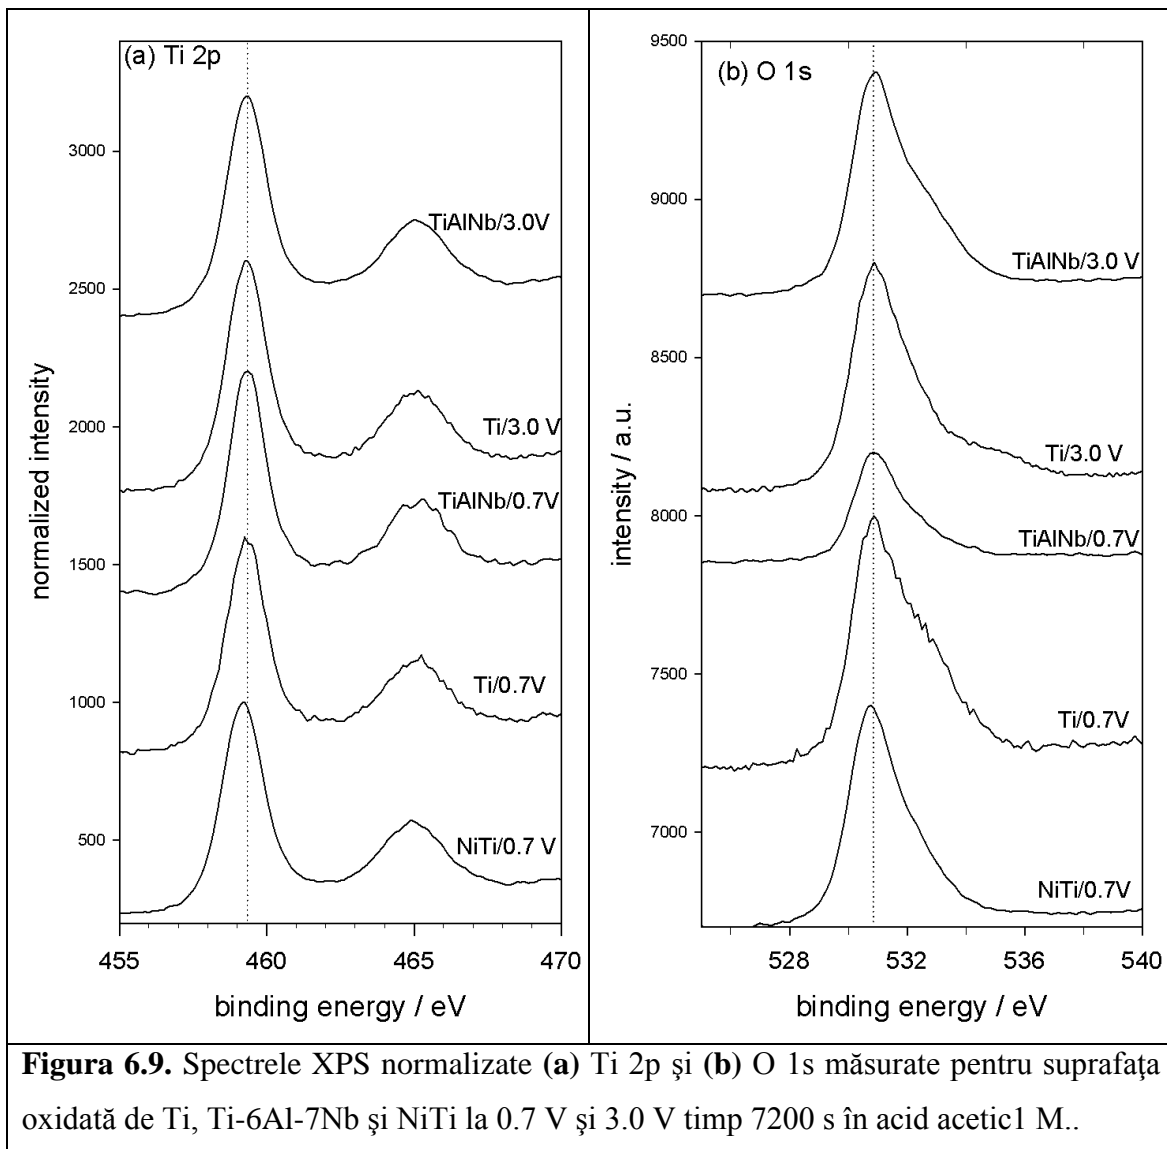 (a) Ti 2p
3000
2500
2000
1500
1000
500
normalized intensity
TiAlNb/3.0V
Ti/3.0 V
TiAlNb/0.7V
Ti/0.7V
NiTi/0.7 V
455 460 465 470
binding energy / eV
(b) O 1s
9500
9000
8500
8000
7500
7000
intensity / a.u.
TiAlNb/3.0 V
Ti/3.0 V
TiAlNb/0.7V
Ti/0.7V
NiTi/0.7V
528 532 536 540
binding energy / eV
Figura 6.9. Spectrele XPS normalizate (a) Ti 2p şi (b) O 1s măsurate pentru suprafaţa
oxidată de Ti, Ti-6Al-7Nb şi NiTi la 0.7 V şi 3.0 V timp 7200 s în acid acetic1 M..